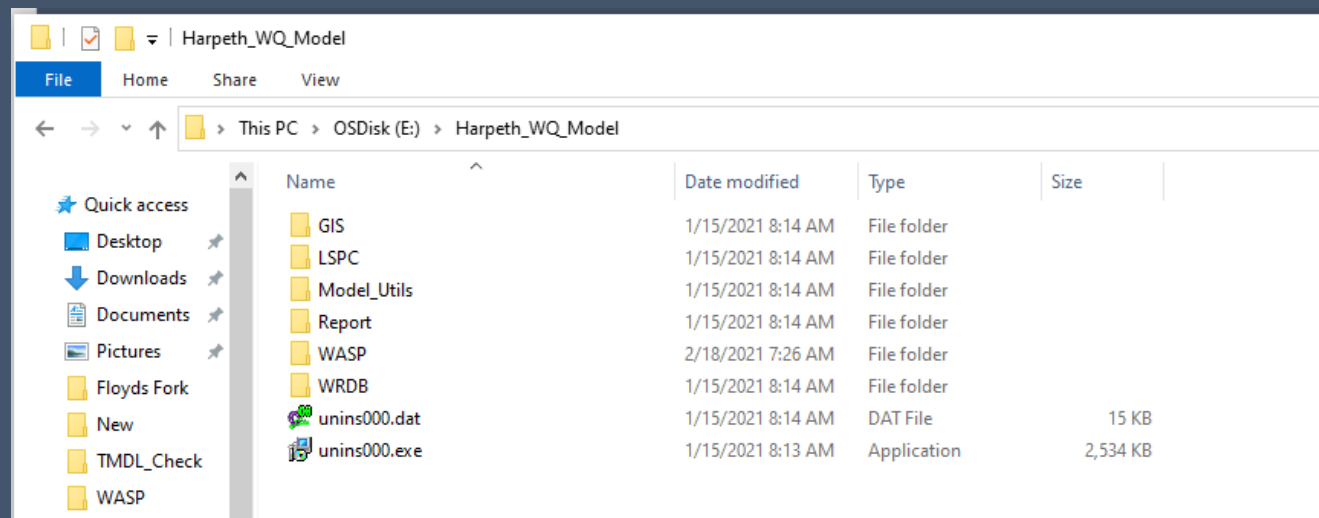 Harpeth_WQ_Model
File Home Share View
This PC > OSDisk (E:) > Harpeth_WQ_Model
Quick access
Desktop
Downloads
Documents
Pictures
Floyds Fork
New
TMDL_Check
WASP
Name Date modified Type Size
GIS 1/15/2021 8:14 AM File folder
LSPC 1/15/2021 8:14 AM File folder
Model_Utils 1/15/2021 8:14 AM File folder
Report 1/15/2021 8:14 AM File folder
WASP 2/18/2021 7:26 AM File folder
WRDB 1/15/2021 8:14 AM File folder
unins000.dat 1/15/2021 8:14 AM DAT File 15 KB
unins000.exe 1/15/2021 8:13 AM Application 2,534 KB